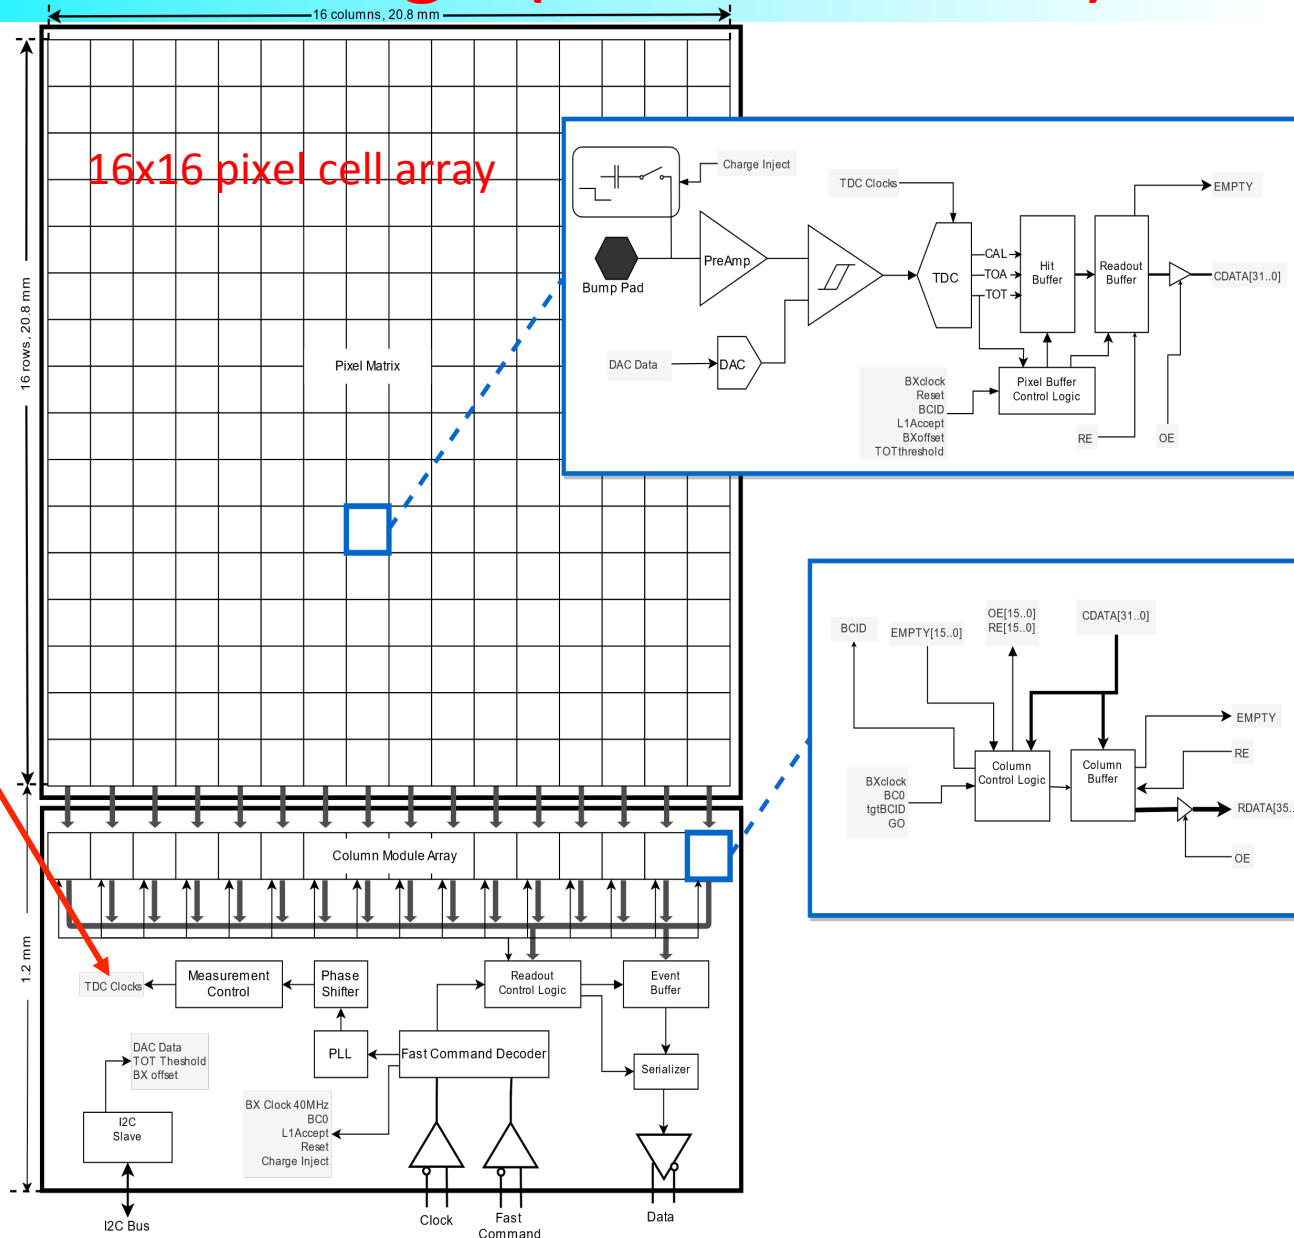 16 columns, 20.8 mm
16x16 pixel cell array
16 rows, 20.8 mm
Pixel Matrix
Charge Inject
TDC Clocks
EMPTY
PreAmp
Bump Pad
TDC
CAL
TOA
TOT
Hit
Buffer
Readout
Buffer
CDATA[31..0]
DAC Data
DAC
BXclock
Reset
BCID
L1Accept
BXoffset
TOTthreshold
Pixel Buffer
Control Logic
RE
OE
BCID
EMPTY[15..0]
OE[15..0]
RE[15..0]
CDATA[31..0]
EMPTY
Column
Control Logic
Column
Buffer
RE
BXclock
BC0
tgtBCID
GO
RDATA[35..
OE
Column Module Array
1.2 mm
TDC Clocks
Measurement
Control
Phase
Shifter
Readout
Control Logic
Event
Buffer
DAC Data
TOT Theshold
BX offset
PLL
Fast Command Decoder
Serializer
I2C
Slave
BX Clock 40MHz
BC0
L1Accept
Reset
Charge Inject
I2C Bus
Clock
Fast
Command
Data